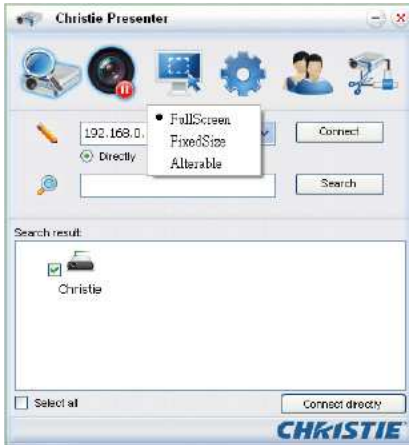 Christie Presenter
192.168.0.
FullScreen
FixedSize
Alterable
Connect
Directly
Search
Search result:
Christie
Select all
Connect directly
CHRISTIE